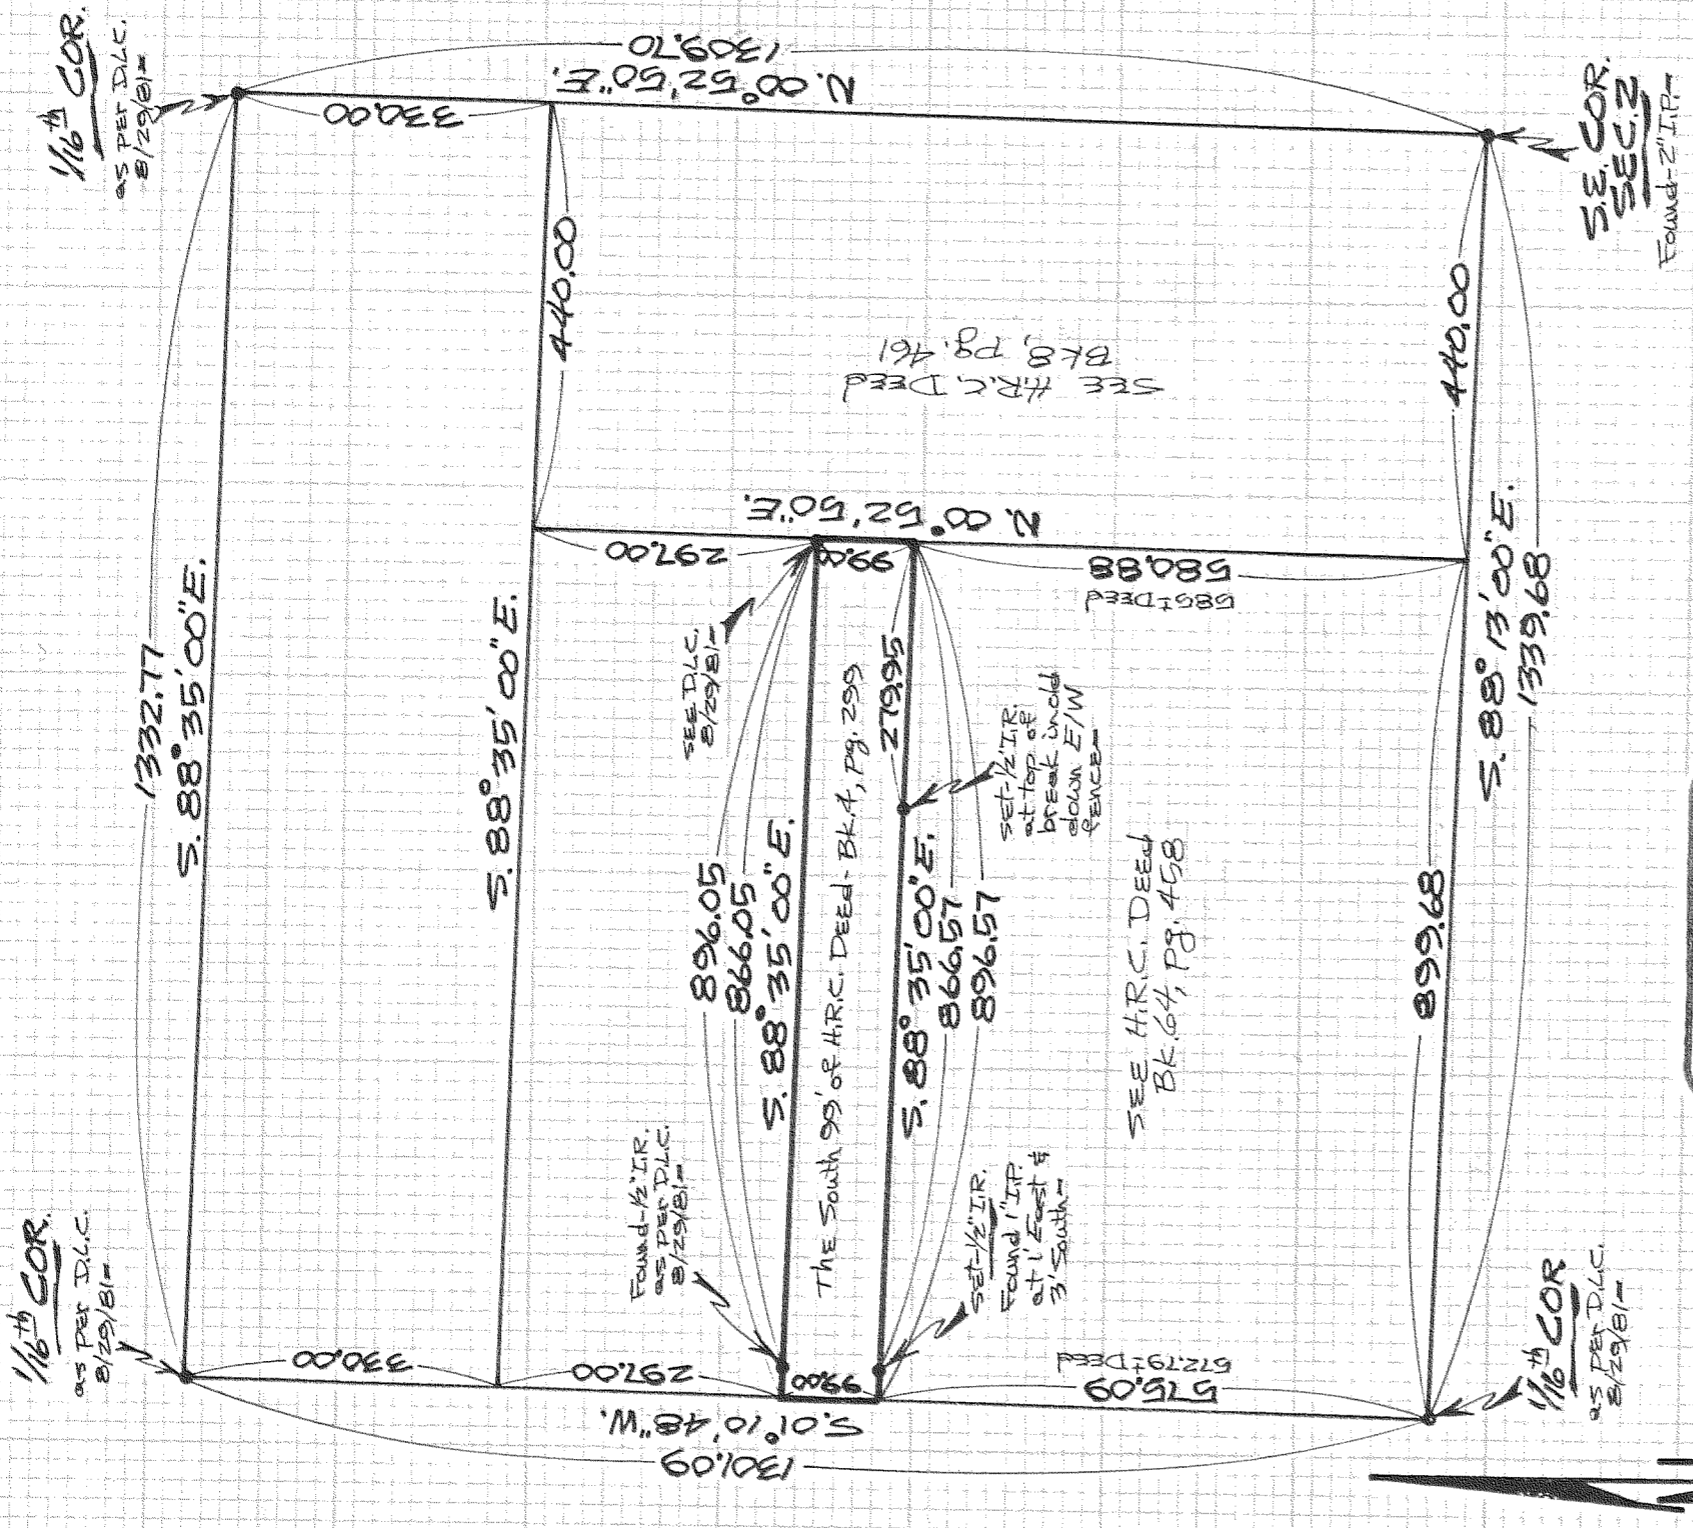 1/16th COR.
as PER D.L.C.
8/29/81-
1309.70
N. 00° 52' 50" E.
330.00
S.E. COR.
SEC. 2
Found-2" I.P.-
1332.77
S. 88° 35' 00" E.
440.00
SEE H.R.C. DEED
Bk 8, Pg. 461
440.00
N. 00° 52' 50" E.
297.00
99.00
580.88
585± DEED
S. 88° 13' 00" E.
1339.68
S. 88° 35' 00" E.
SEE D.L.C.
8/29/81-
896.05
866.05
S. 88° 35' 00" E.
The South 99' of H.R.C. DEED-Bk.4, Pg. 299
279.95
S. 88° 35' 00" E.
866.57
896.57
SET-1/2" I.R.
at top of
break in old
down E/W
fence-
SEE H.R.C. DEED
Bk. 64, Pg. 458
899.68
Found-1/2" I.R.
as PER D.L.C.
8/29/81-
SET-1/2" I.R.
Found 1" I.P.
at 1' East &
3' South-
1/16th COR.
as PER D.L.C.
8/29/81-
330.00
297.00
99.00
575.09
572.79± DEED
S. 01° 10' 48" W.
1301.09
1/16th COR
as PER D.L.C.
8/29/81-